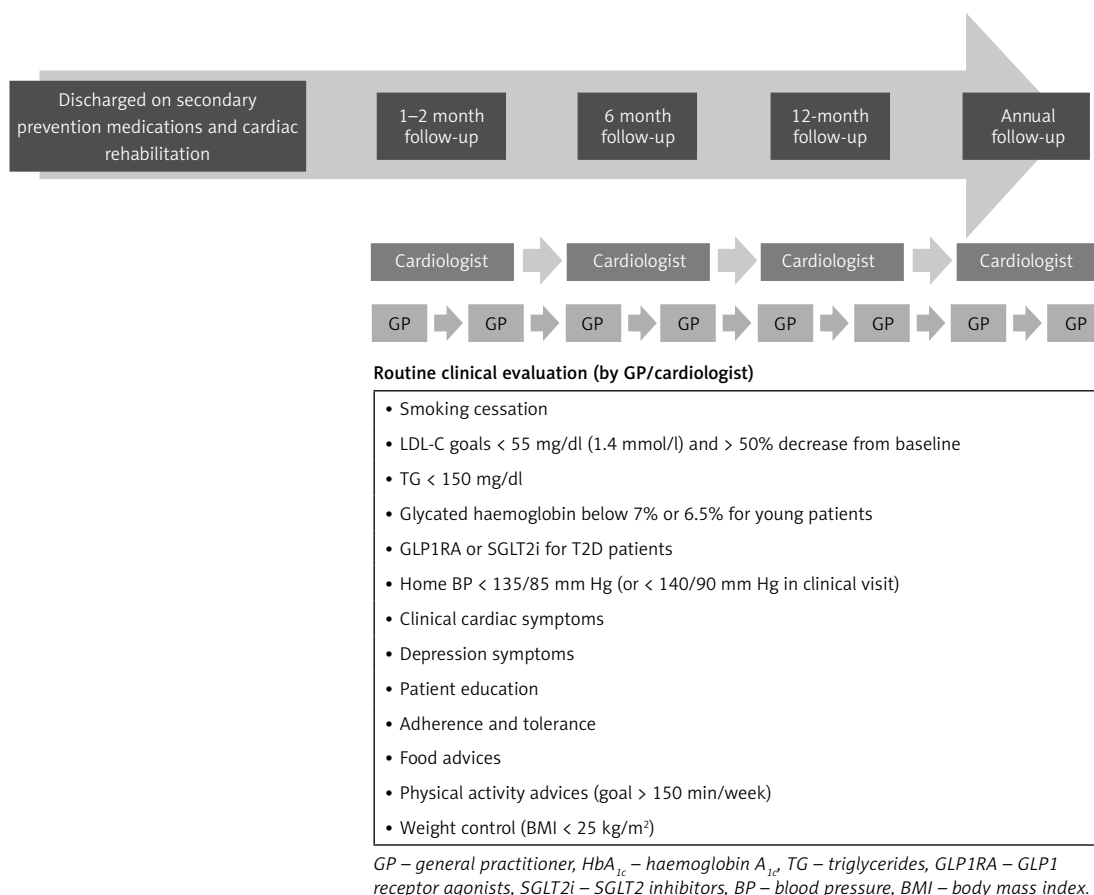 Discharged on secondary
prevention medications and cardiac
rehabilitation
1–2 month
follow-up
6 month
follow-up
12-month
follow-up
Annual
follow-up
Cardiologist
Cardiologist
Cardiologist
Cardiologist
GP
GP
GP
GP
GP
GP
GP
GP
Routine clinical evaluation (by GP/cardiologist)
• Smoking cessation
• LDL-C goals < 55 mg/dl (1.4 mmol/l) and > 50% decrease from baseline
• TG < 150 mg/dl
• Glycated haemoglobin below 7% or 6.5% for young patients
• GLP1RA or SGLT2i for T2D patients
• Home BP < 135/85 mm Hg (or < 140/90 mm Hg in clinical visit)
• Clinical cardiac symptoms
• Depression symptoms
• Patient education
• Adherence and tolerance
• Food advices
• Physical activity advices (goal > 150 min/week)
• Weight control (BMI < 25 kg/m²)
GP – general practitioner, HbA1c – haemoglobin A1c, TG – triglycerides, GLP1RA – GLP1
receptor agonists, SGLT2i – SGLT2 inhibitors, BP – blood pressure, BMI – body mass index.